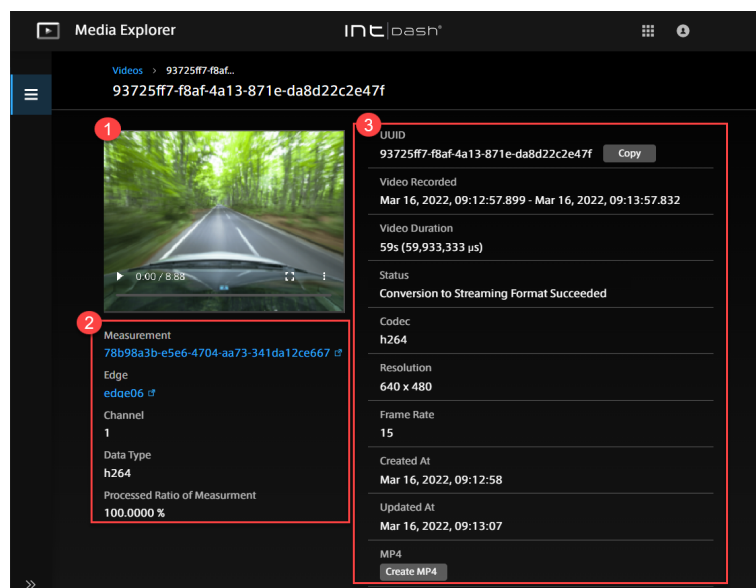 Media Explorer
intdash®
Videos > 93725ff7-f8af...
93725ff7-f8af-4a13-871e-da8d22c2e47f
1
0:00 / 8:88
2
Measurement
78b98a3b-e5e6-4704-aa73-341da12ce667
Edge
edge06
Channel
1
Data Type
h264
Processed Ratio of Measurment
100.0000 %
3
UUID
93725ff7-f8af-4a13-871e-da8d22c2e47f Copy
Video Recorded
Mar 16, 2022, 09:12:57.899 - Mar 16, 2022, 09:13:57.832
Video Duration
59s (59,933,333 µs)
Status
Conversion to Streaming Format Succeeded
Codec
h264
Resolution
640 x 480
Frame Rate
15
Created At
Mar 16, 2022, 09:12:58
Updated At
Mar 16, 2022, 09:13:07
MP4
Create MP4